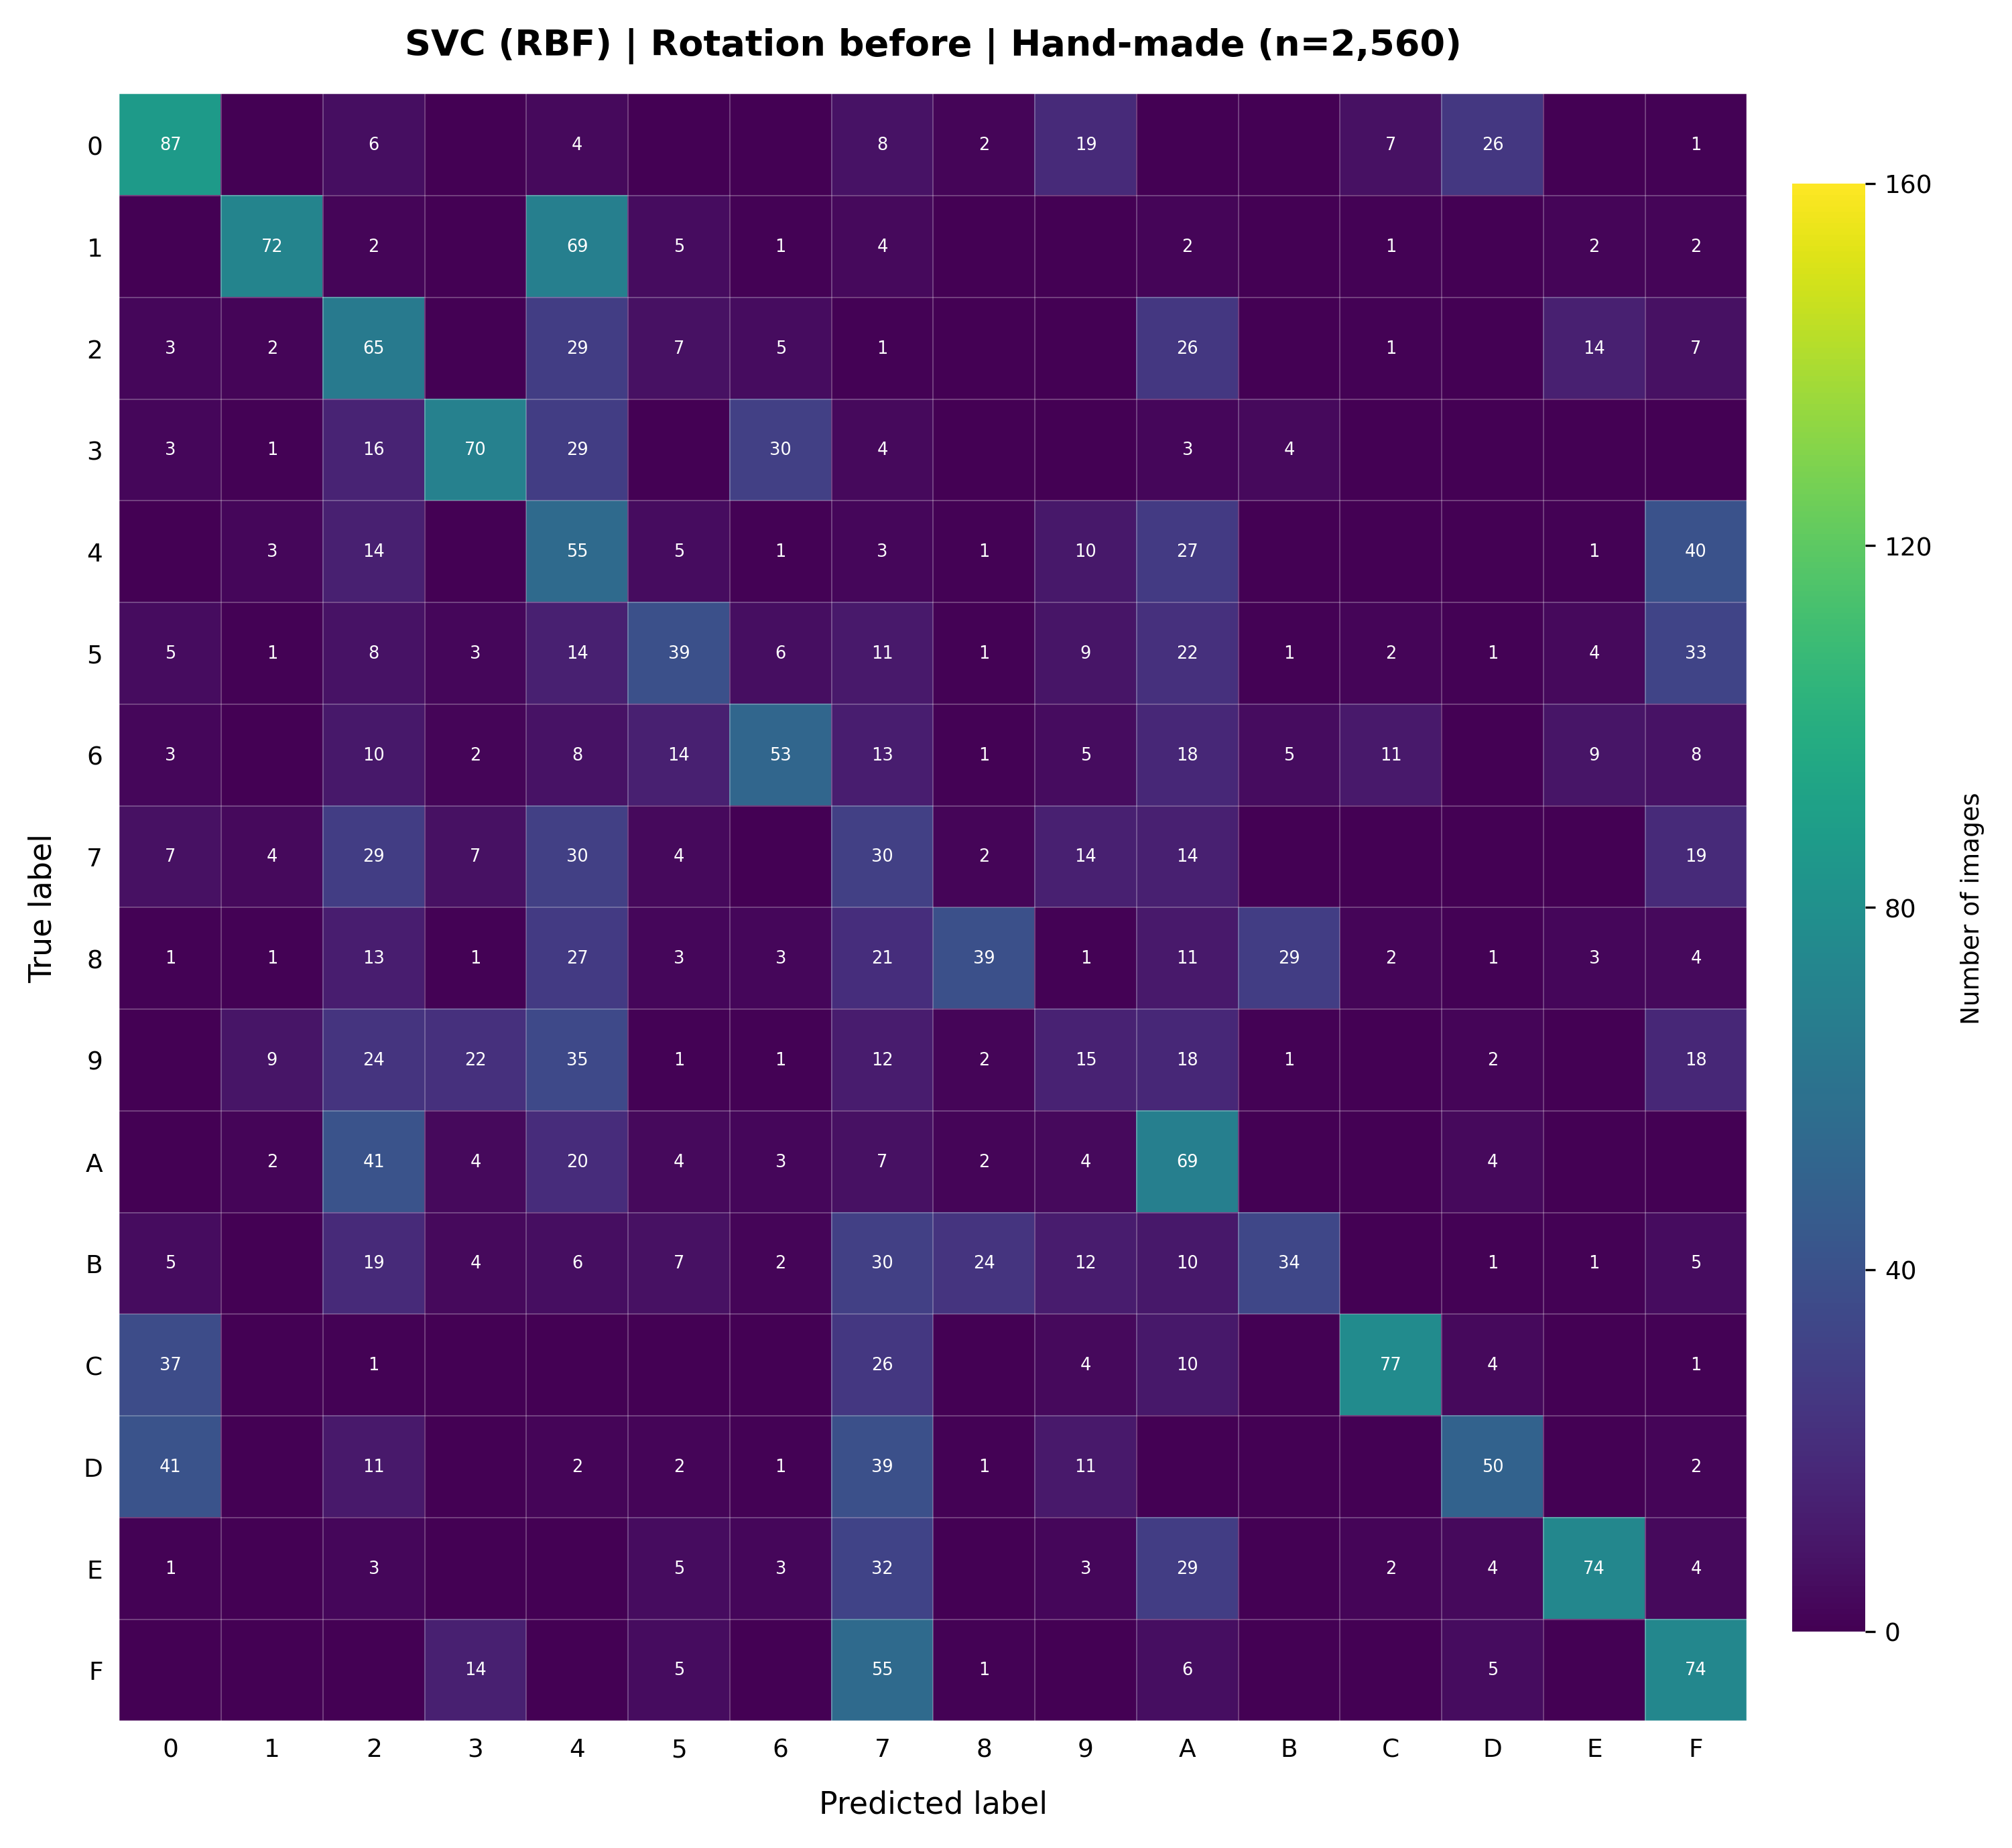 SVC (RBF) | Rotation before | Hand-made (n=2,560)
0 87 6 4 8 2 19 7 26 1
1 72 2 69 5 1 4 2 1 2 2
2 3 2 65 29 7 5 1 26 1 14 7
3 3 1 16 70 29 30 4 3 4
4 3 14 55 5 1 3 1 10 27 1 40
5 5 1 8 3 14 39 6 11 1 9 22 1 2 1 4 33
6 3 10 2 8 14 53 13 1 5 18 5 11 9 8
7 7 4 29 7 30 4 30 2 14 14 19
8 1 1 13 1 27 3 3 21 39 1 11 29 2 1 3 4
9 9 24 22 35 1 1 12 2 15 18 1 2 18
A 2 41 4 20 4 3 7 2 4 69 4
B 5 19 4 6 7 2 30 24 12 10 34 1 1 5
C 37 1 26 4 10 77 4 1
D 41 11 2 2 1 39 1 11 50 2
E 1 3 5 3 32 3 29 2 4 74 4
F 14 5 55 1 6 5 74
0 1 2 3 4 5 6 7 8 9 A B C D E F
Predicted label
True label
160
120
80
40
0
Number of images